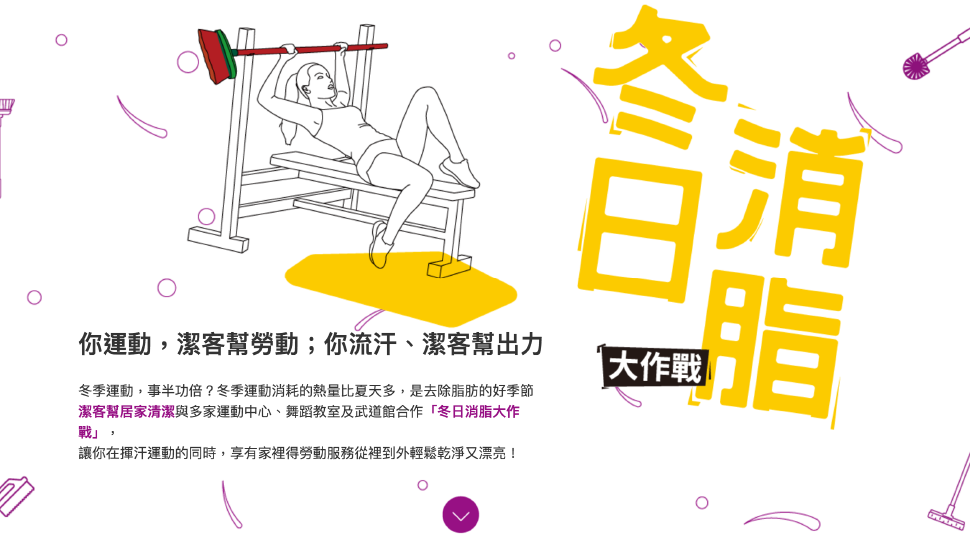 冬日
消脂
大作戰
你運動，潔客幫勞動；你流汗、潔客幫出力
冬季運動，事半功倍？冬季運動消耗的熱量比夏天多，是去除脂肪的好季節
潔客幫居家清潔與多家運動中心、舞蹈教室及武道館合作「冬日消脂大作
戰」，
讓你在揮汗運動的同時，享有家裡得勞動服務從裡到外輕鬆乾淨又漂亮！